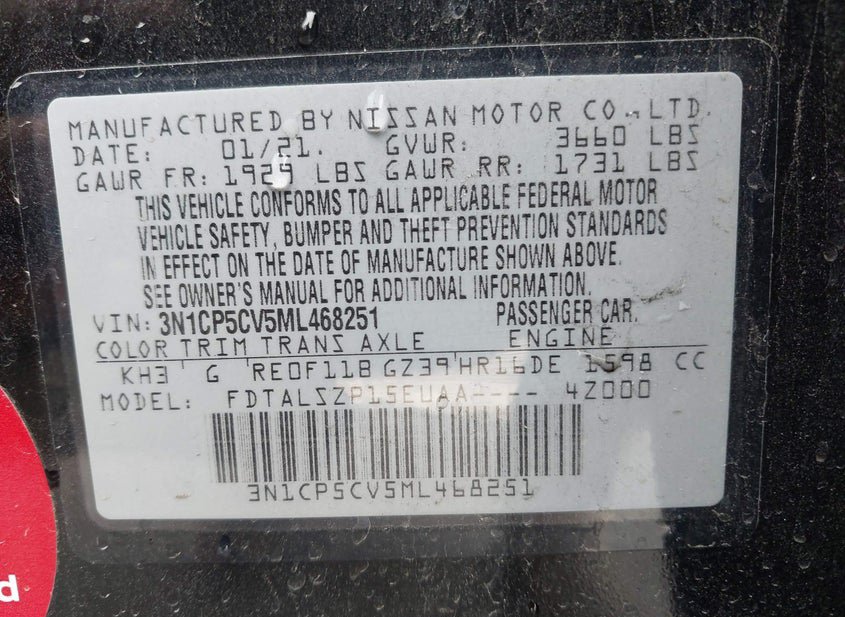 MANUFACTURED BY NISSAN MOTOR CO., LTD.
DATE: 01/21. GVWR: 3660 LBS
GAWR FR: 1929 LBS GAWR RR: 1731 LBS
THIS VEHICLE CONFORMS TO ALL APPLICABLE FEDERAL MOTOR
VEHICLE SAFETY, BUMPER AND THEFT PREVENTION STANDARDS
IN EFFECT ON THE DATE OF MANUFACTURE SHOWN ABOVE.
SEE OWNER'S MANUAL FOR ADDITIONAL INFORMATION.
VIN: 3N1CP5CV5ML468251 PASSENGER CAR.
COLOR TRIM TRANS AXLE ENGINE
KH3 G RE0F11B GZ39 HR16DE 1598 CC
MODEL: FDTALSZP15EUAA---- 4Z000
3N1CP5CV5ML468251